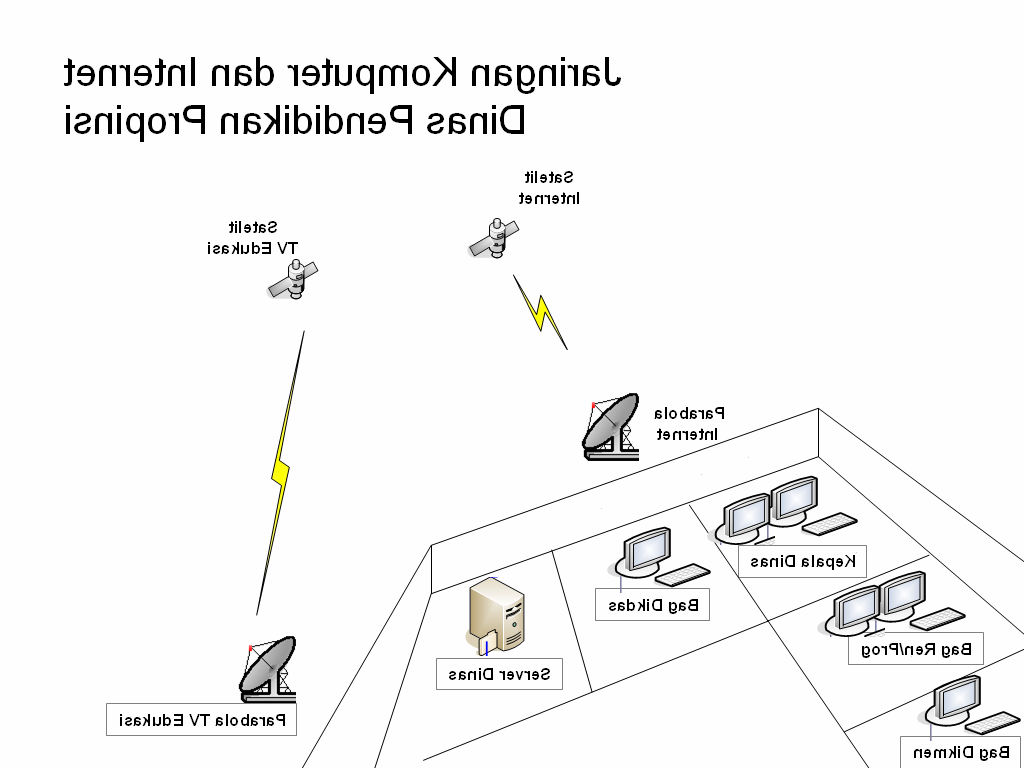 Jaringan Komputer dan Internet
Dinas Pendidikan Propinsi
Satelit
Internet
Satelit
TV Edukasi
Parabola
Internet
Kepala Dinas
Bag Dikdas
Bag Ren/Prog
Server Dinas
Parabola TV Edukasi
Bag Dikmen